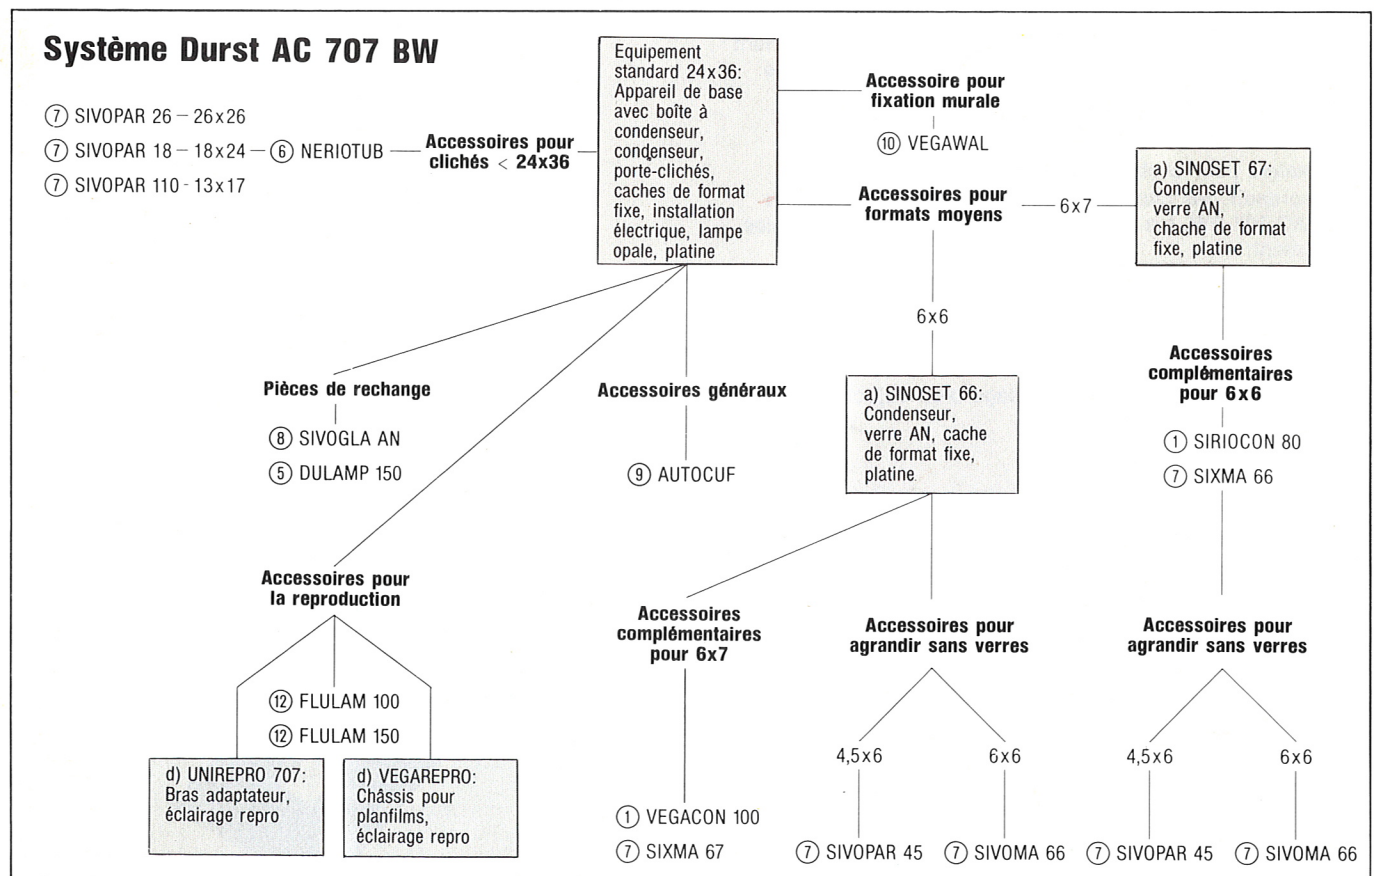 Système Durst AC 707 BW
⑦ SIVOPAR 26 – 26x26
⑦ SIVOPAR 18 – 18x24 – ⑥ NERIOTUB
⑦ SIVOPAR 110 - 13x17
Accessoires pour
clichés < 24x36
Equipement
standard 24x36:
Appareil de base
avec boîte à
condenseur,
condenseur,
porte-clichés,
caches de format
fixe, installation
électrique, lampe
opale, platine
Accessoire pour
fixation murale
⑩ VEGAWAL
Accessoires pour
formats moyens
6x7
a) SINOSET 67:
Condenseur,
verre AN,
chache de format
fixe, platine
6x6
Pièces de rechange
⑧ SIVOGLA AN
⑤ DULAMP 150
Accessoires généraux
⑨ AUTOCUF
a) SINOSET 66:
Condenseur,
verre AN, cache
de format fixe,
platine.
Accessoires
complémentaires
pour 6x6
① SIRIOCON 80
⑦ SIXMA 66
Accessoires pour
la reproduction
⑫ FLULAM 100
⑫ FLULAM 150
d) UNIREPRO 707:
Bras adaptateur,
éclairage repro
d) VEGAREPRO:
Châssis pour
planfilms,
éclairage repro
Accessoires
complémentaires
pour 6x7
① VEGACON 100
⑦ SIXMA 67
Accessoires pour
agrandir sans verres
4,5x6
6x6
⑦ SIVOPAR 45
⑦ SIVOMA 66
Accessoires pour
agrandir sans verres
4,5x6
6x6
⑦ SIVOPAR 45
⑦ SIVOMA 66